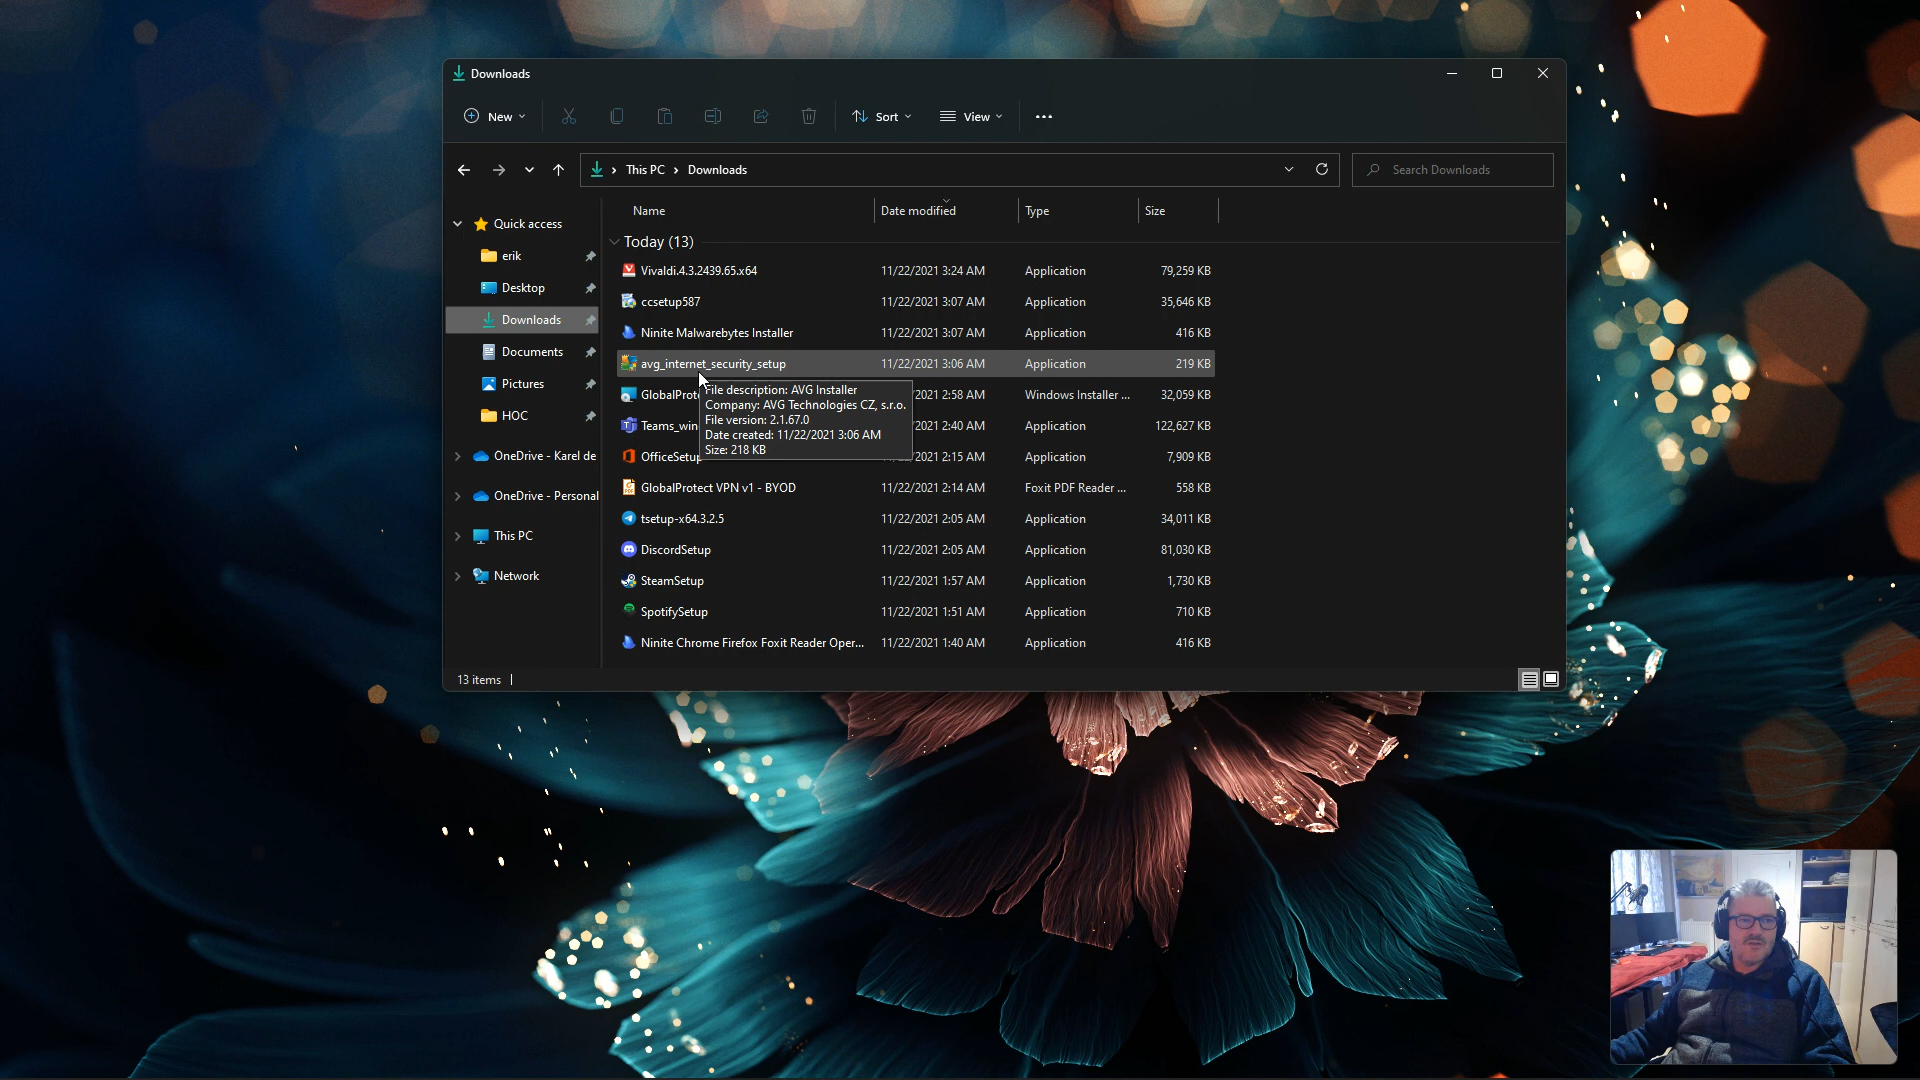 Downloads
New
Sort
View
This PC
Downloads
Search Downloads
Name
Date modified
Type
Size
Quick access
erik
Desktop
Downloads
Documents
Pictures
HOC
OneDrive - Karel de
OneDrive - Personal
This PC
Network
Today (13)
Vivaldi.4.3.2439.65.x64 11/22/2021 3:24 AM Application 79,259 KB
ccsetup587 11/22/2021 3:07 AM Application 35,646 KB
Ninite Malwarebytes Installer 11/22/2021 3:07 AM Application 416 KB
avg_internet_security_setup 11/22/2021 3:06 AM Application 219 KB
GlobalProte 2021 2:58 AM Windows Installer ... 32,059 KB
Teams_win 2021 2:40 AM Application 122,627 KB
OfficeSetup 2021 2:15 AM Application 7,909 KB
GlobalProtect VPN v1 - BYOD 11/22/2021 2:14 AM Foxit PDF Reader ... 558 KB
tsetup-x64.3.2.5 11/22/2021 2:05 AM Application 34,011 KB
DiscordSetup 11/22/2021 2:05 AM Application 81,030 KB
SteamSetup 11/22/2021 1:57 AM Application 1,730 KB
SpotifySetup 11/22/2021 1:51 AM Application 710 KB
Ninite Chrome Firefox Foxit Reader Oper... 11/22/2021 1:40 AM Application 416 KB
File description: AVG Installer
Company: AVG Technologies CZ, s.r.o.
File version: 2.1.67.0
Date created: 11/22/2021 3:06 AM
Size: 218 KB
13 items